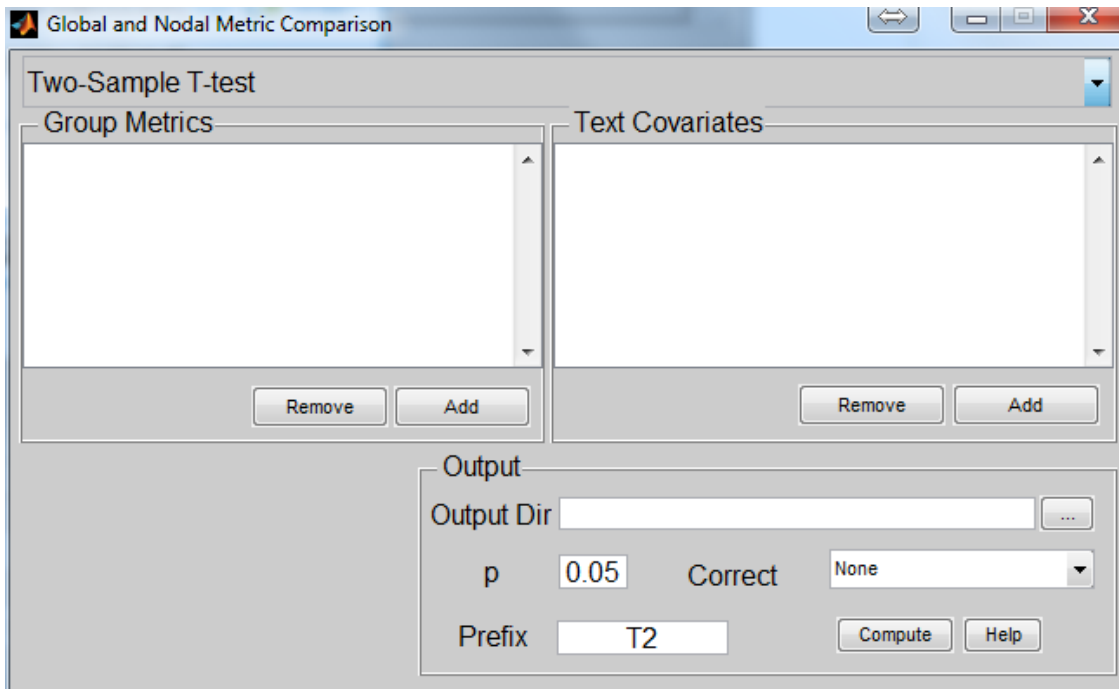 Global and Nodal Metric Comparison
Two-Sample T-test
Group Metrics
Text Covariates
Remove Add
Remove Add
Output
Output Dir ...
p 0.05 Correct None
Prefix T2 Compute Help